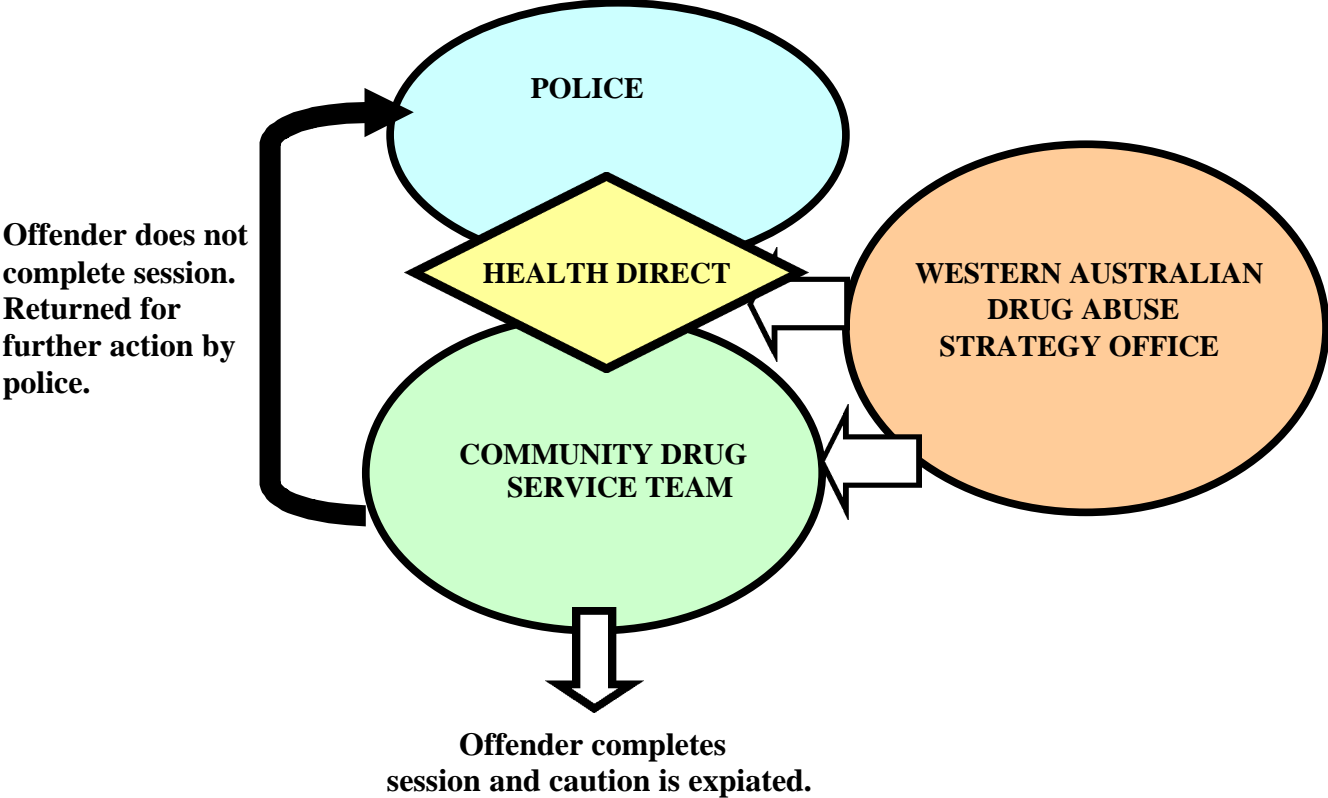 POLICE
Offender does not
complete session.
Returned for
further action by
police.
HEALTH DIRECT
WESTERN AUSTRALIAN
DRUG ABUSE
STRATEGY OFFICE
COMMUNITY DRUG
SERVICE TEAM
Offender completes
session and caution is expiated.